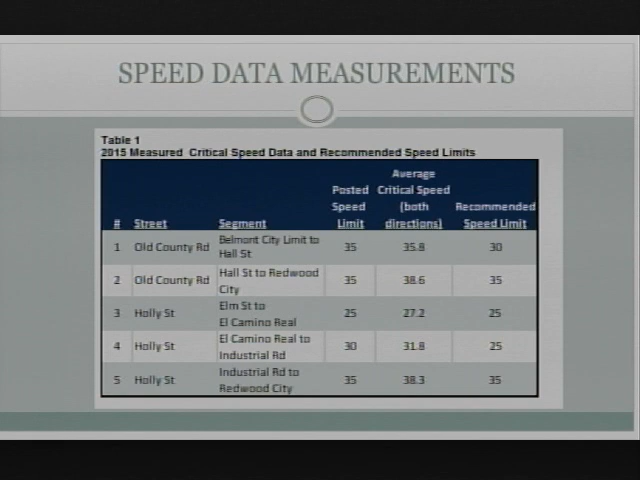 SPEED DATA MEASUREMENTS
Table 1
2015 Measured Critical Speed Data and Recommended Speed Limits
# Street Segment Posted Speed Limit Average Critical Speed (both directions) Recommended Speed Limit
1 Old County Rd Belmont City Limit to Hall St 35 35.8 30
2 Old County Rd Hall St to Redwood City 35 38.6 35
3 Holly St Elm St to El Camino Real 25 27.2 25
4 Holly St El Camino Real to Industrial Rd 30 31.8 25
5 Holly St Industrial Rd to Redwood City 35 38.3 35